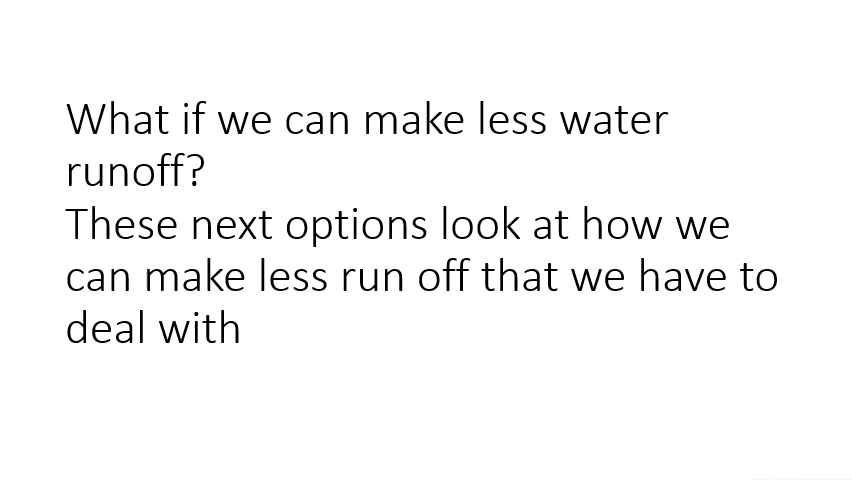 What if we can make less water
runoff?
These next options look at how we
can make less run off that we have to
deal with